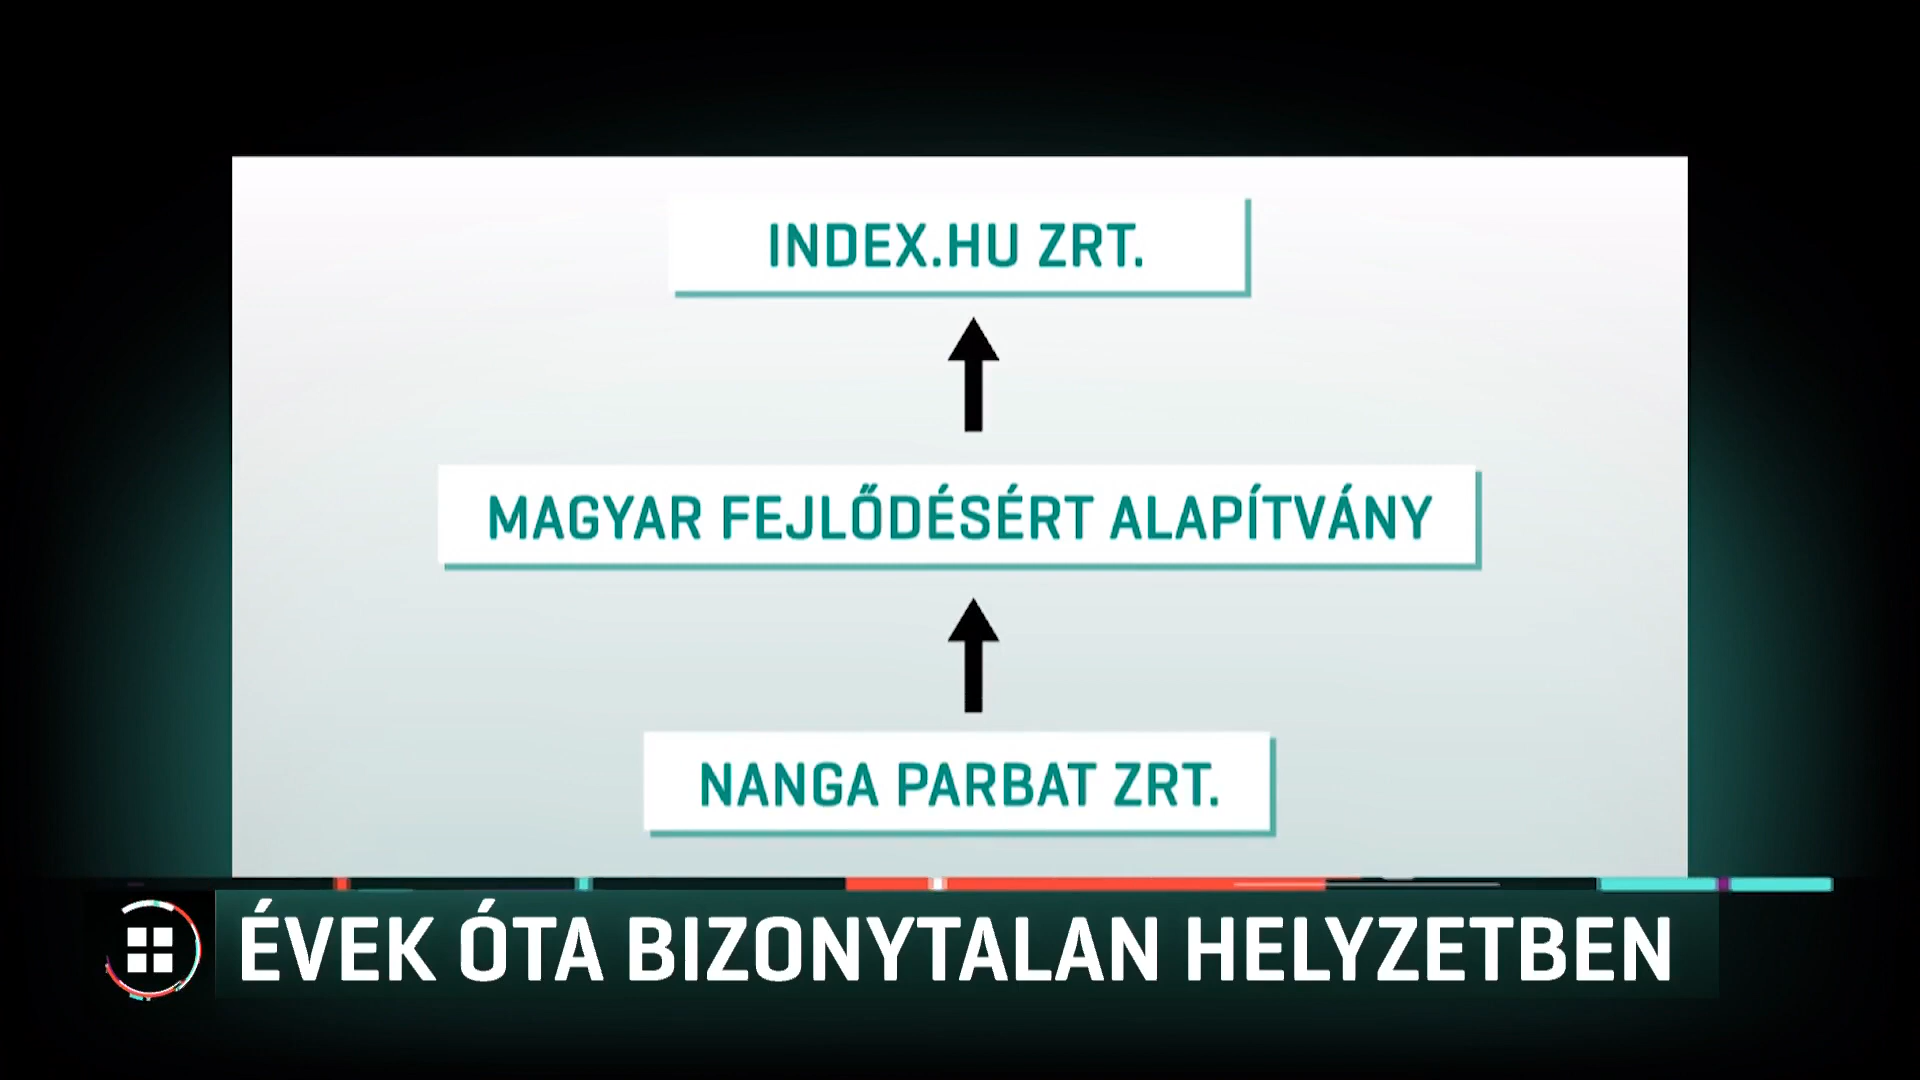 INDEX.HU ZRT.
MAGYAR FEJLŐDÉSÉRT ALAPÍTVÁNY
NANGA PARBAT ZRT.
ÉVEK ÓTA BIZONYTALAN HELYZETBEN